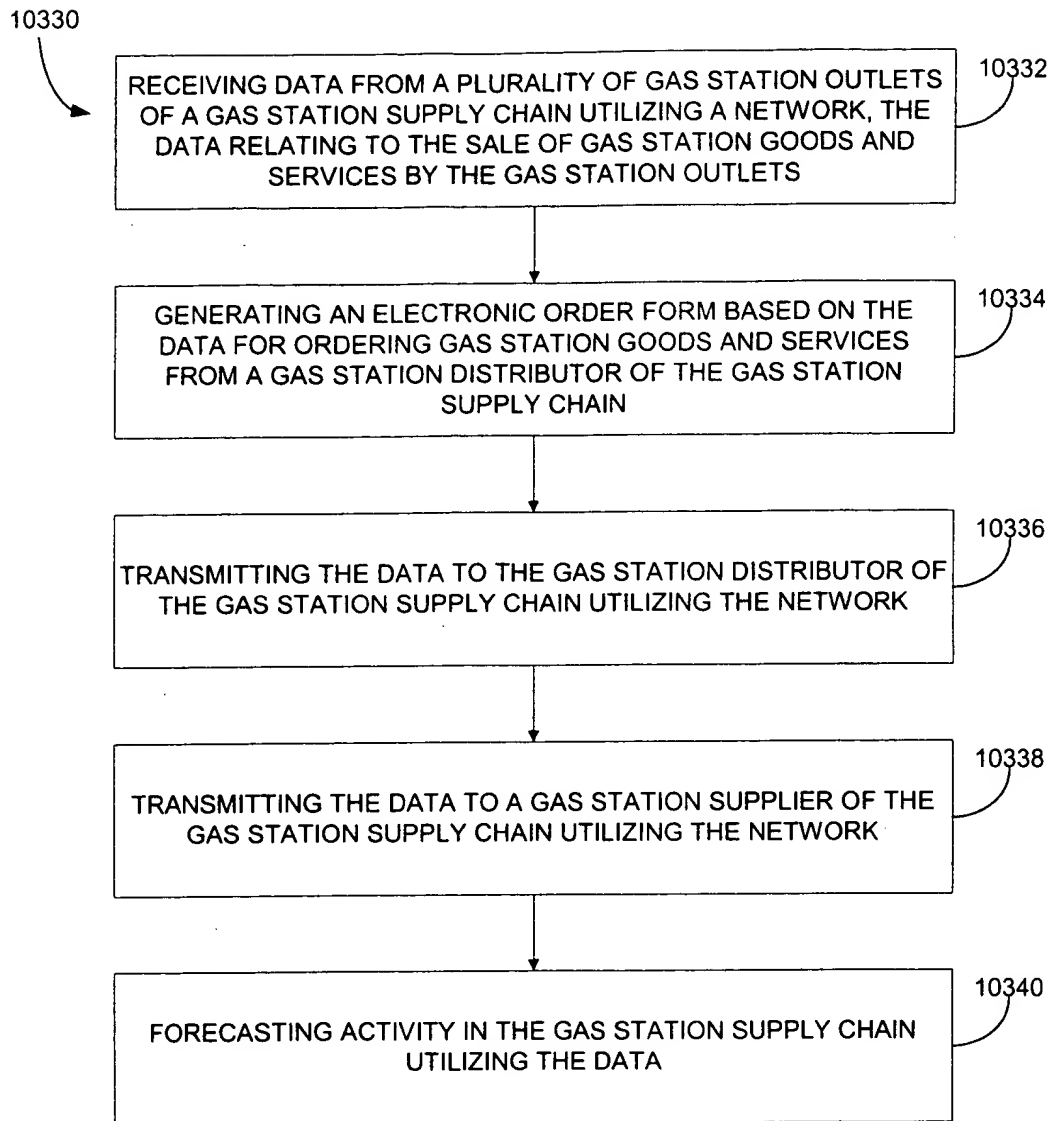 10330
RECEIVING DATA FROM A PLURALITY OF GAS STATION OUTLETS
OF A GAS STATION SUPPLY CHAIN UTILIZING A NETWORK, THE
DATA RELATING TO THE SALE OF GAS STATION GOODS AND
SERVICES BY THE GAS STATION OUTLETS
10332
GENERATING AN ELECTRONIC ORDER FORM BASED ON THE
DATA FOR ORDERING GAS STATION GOODS AND SERVICES
FROM A GAS STATION DISTRIBUTOR OF THE GAS STATION
SUPPLY CHAIN
10334
TRANSMITTING THE DATA TO THE GAS STATION DISTRIBUTOR OF
THE GAS STATION SUPPLY CHAIN UTILIZING THE NETWORK
10336
TRANSMITTING THE DATA TO A GAS STATION SUPPLIER OF THE
GAS STATION SUPPLY CHAIN UTILIZING THE NETWORK
10338
FORECASTING ACTIVITY IN THE GAS STATION SUPPLY CHAIN
UTILIZING THE DATA
10340